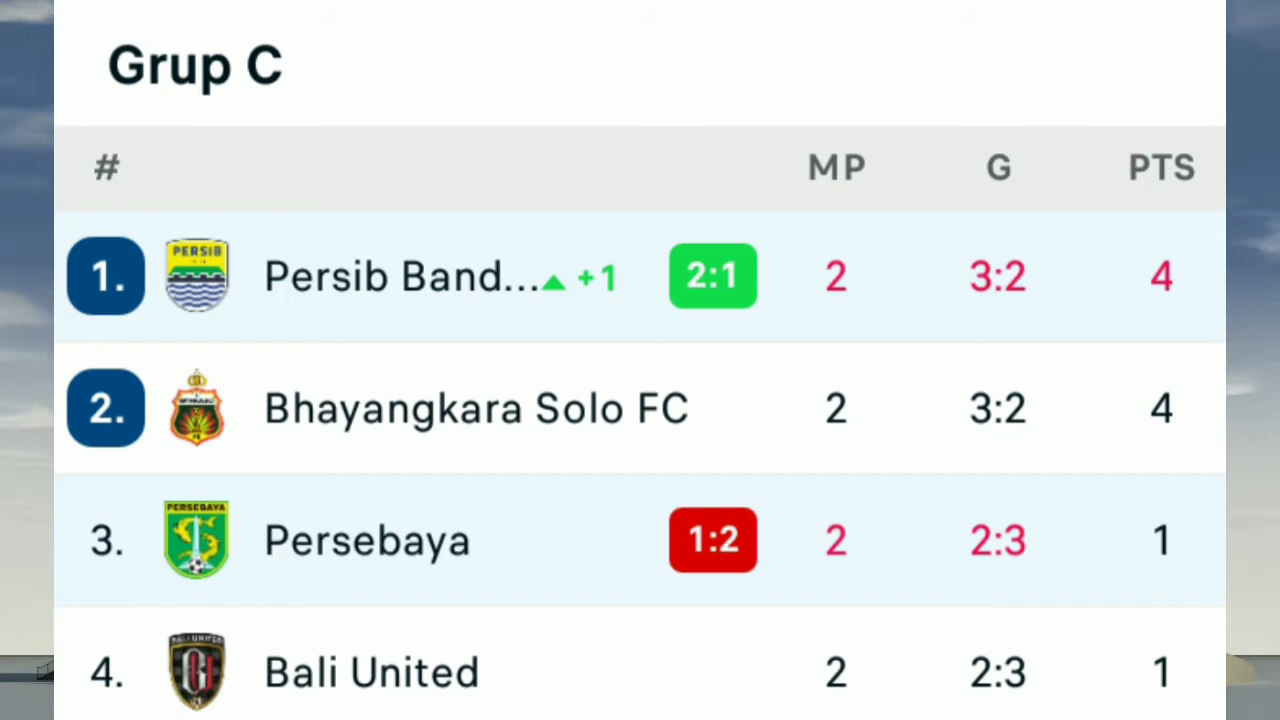 Grup C
# MP G PTS
1. PERSIB Persib Band... +1 2:1 2 3:2 4
2. Bhayangkara Solo FC 2 3:2 4
3. PERSEBAYA Persebaya 1:2 2 2:3 1
4. BALI UNITED Bali United 2 2:3 1